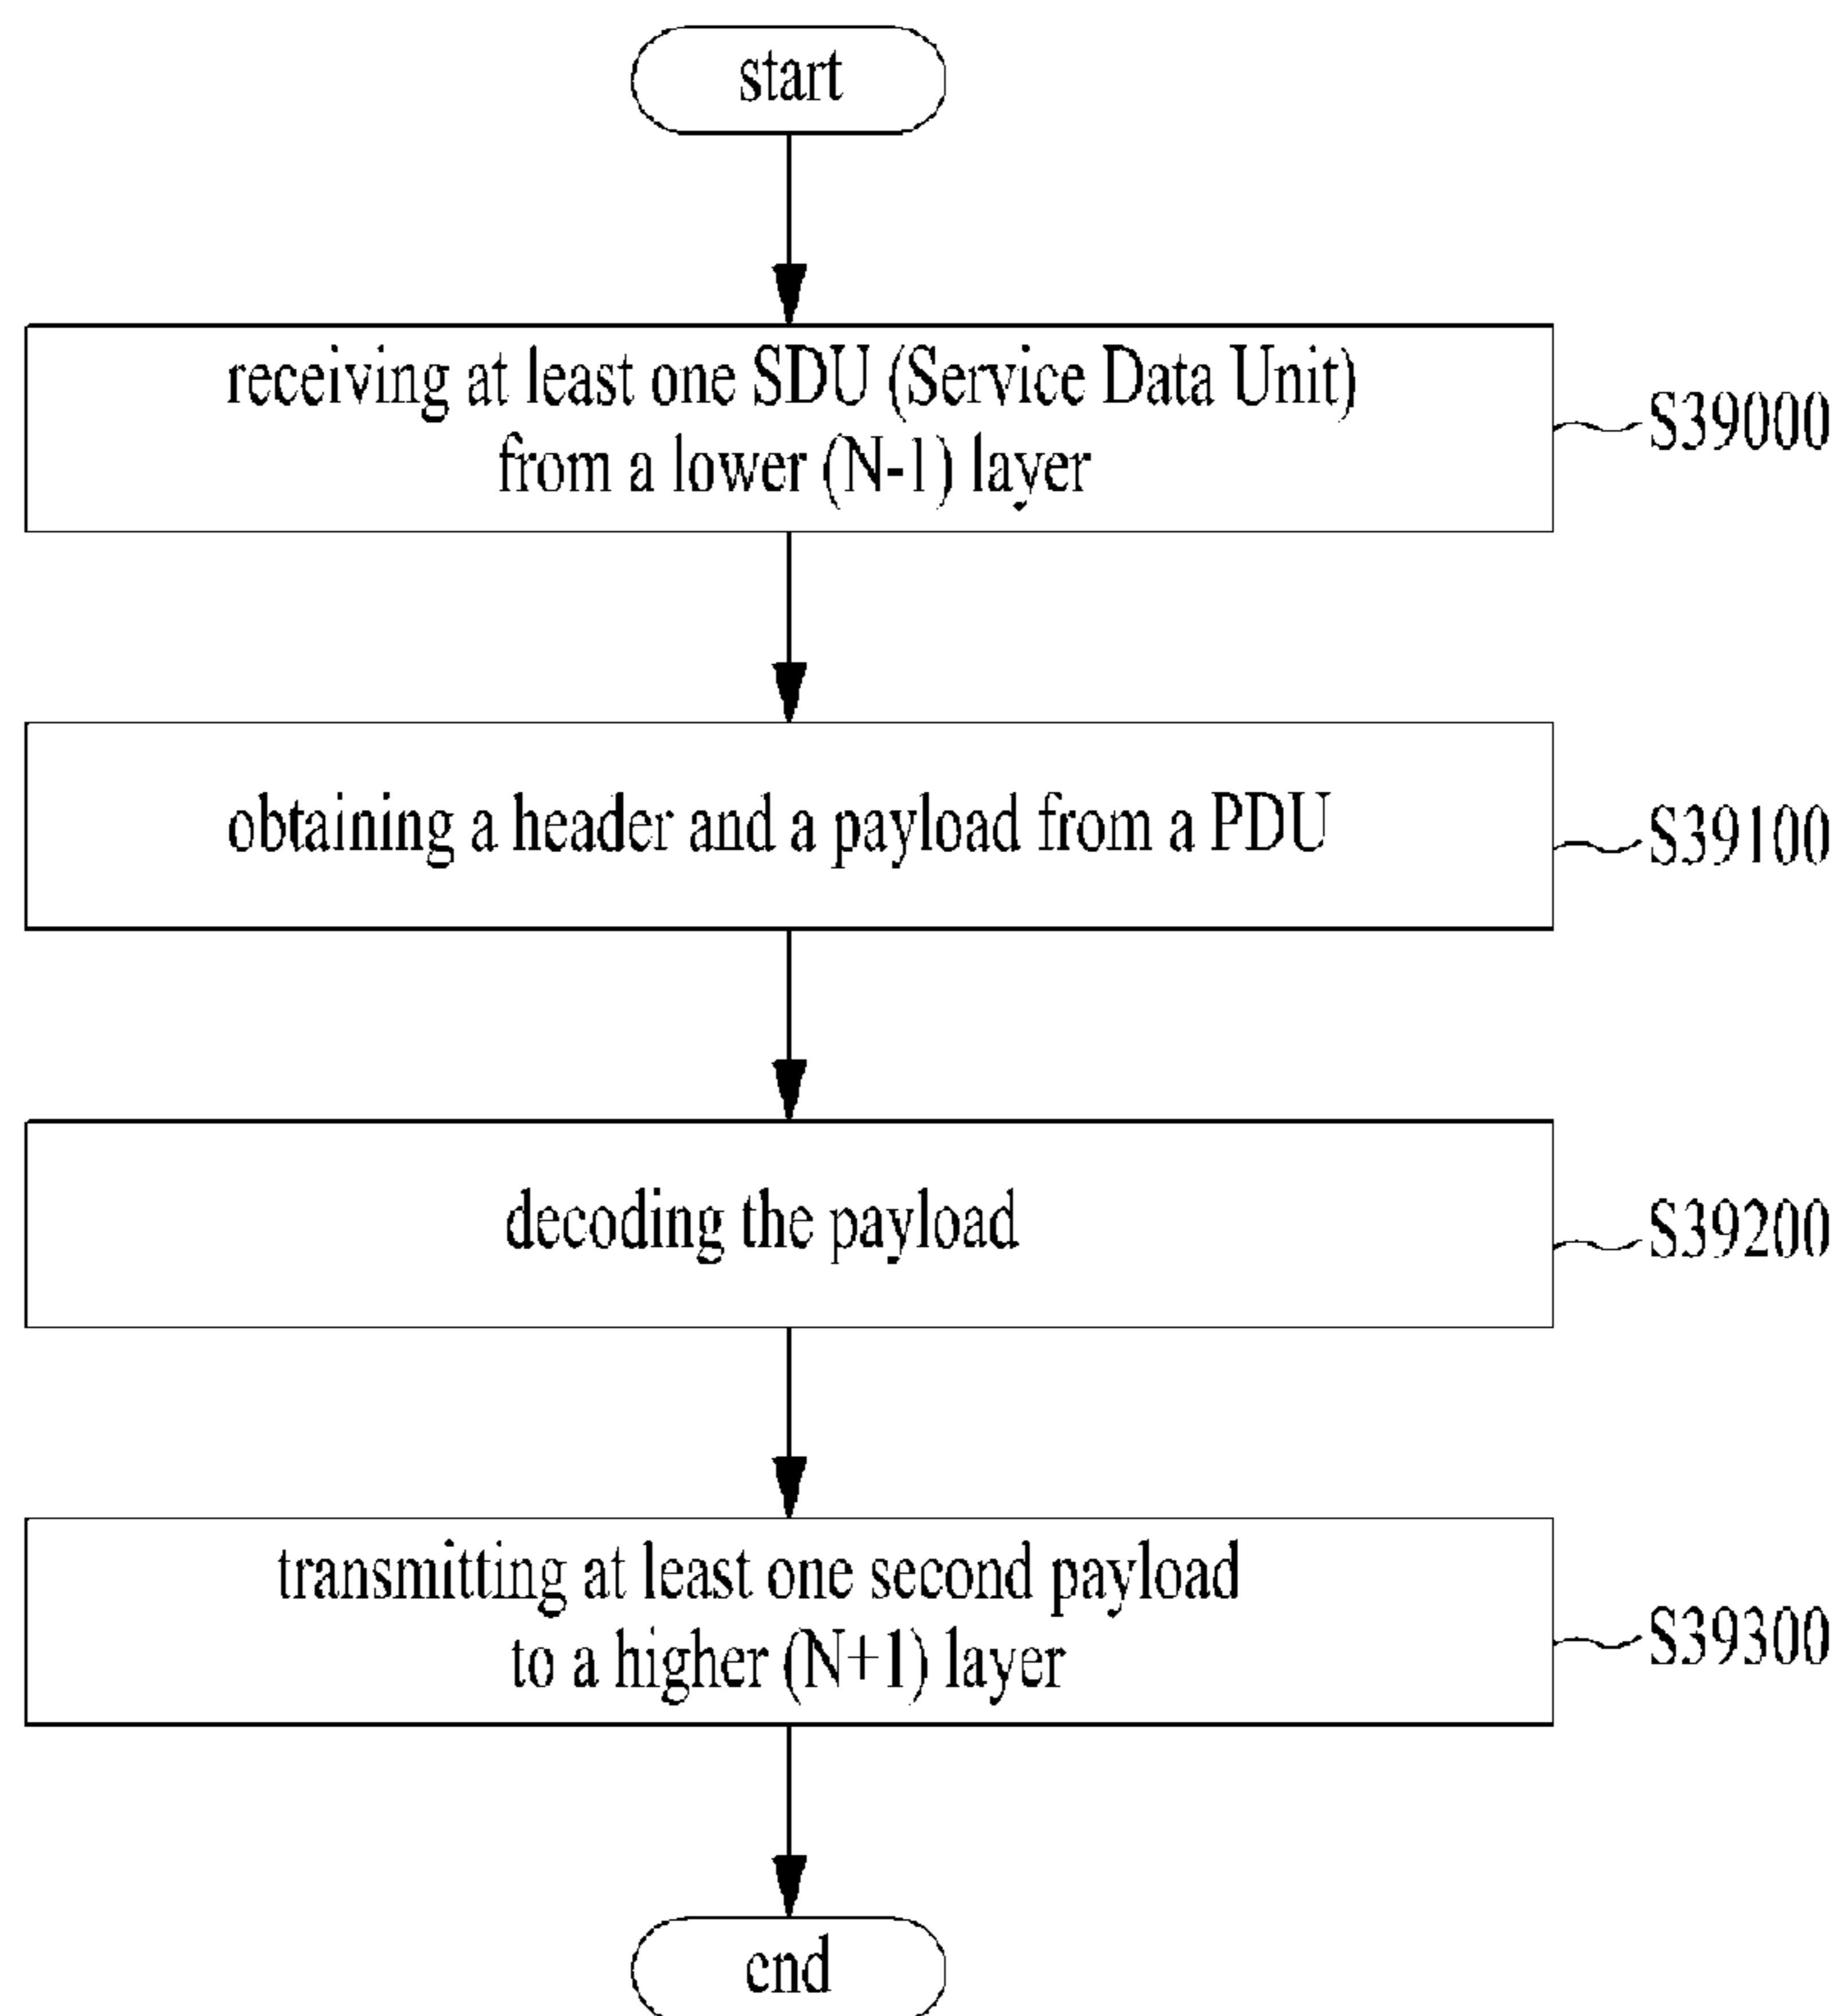 start
receiving at least one SDU (Service Data Unit)
from a lower (N-1) layer
S39000
obtaining a header and a payload from a PDU
S39100
decoding the payload
S39200
transmitting at least one second payload
to a higher (N+1) layer
S39300
end